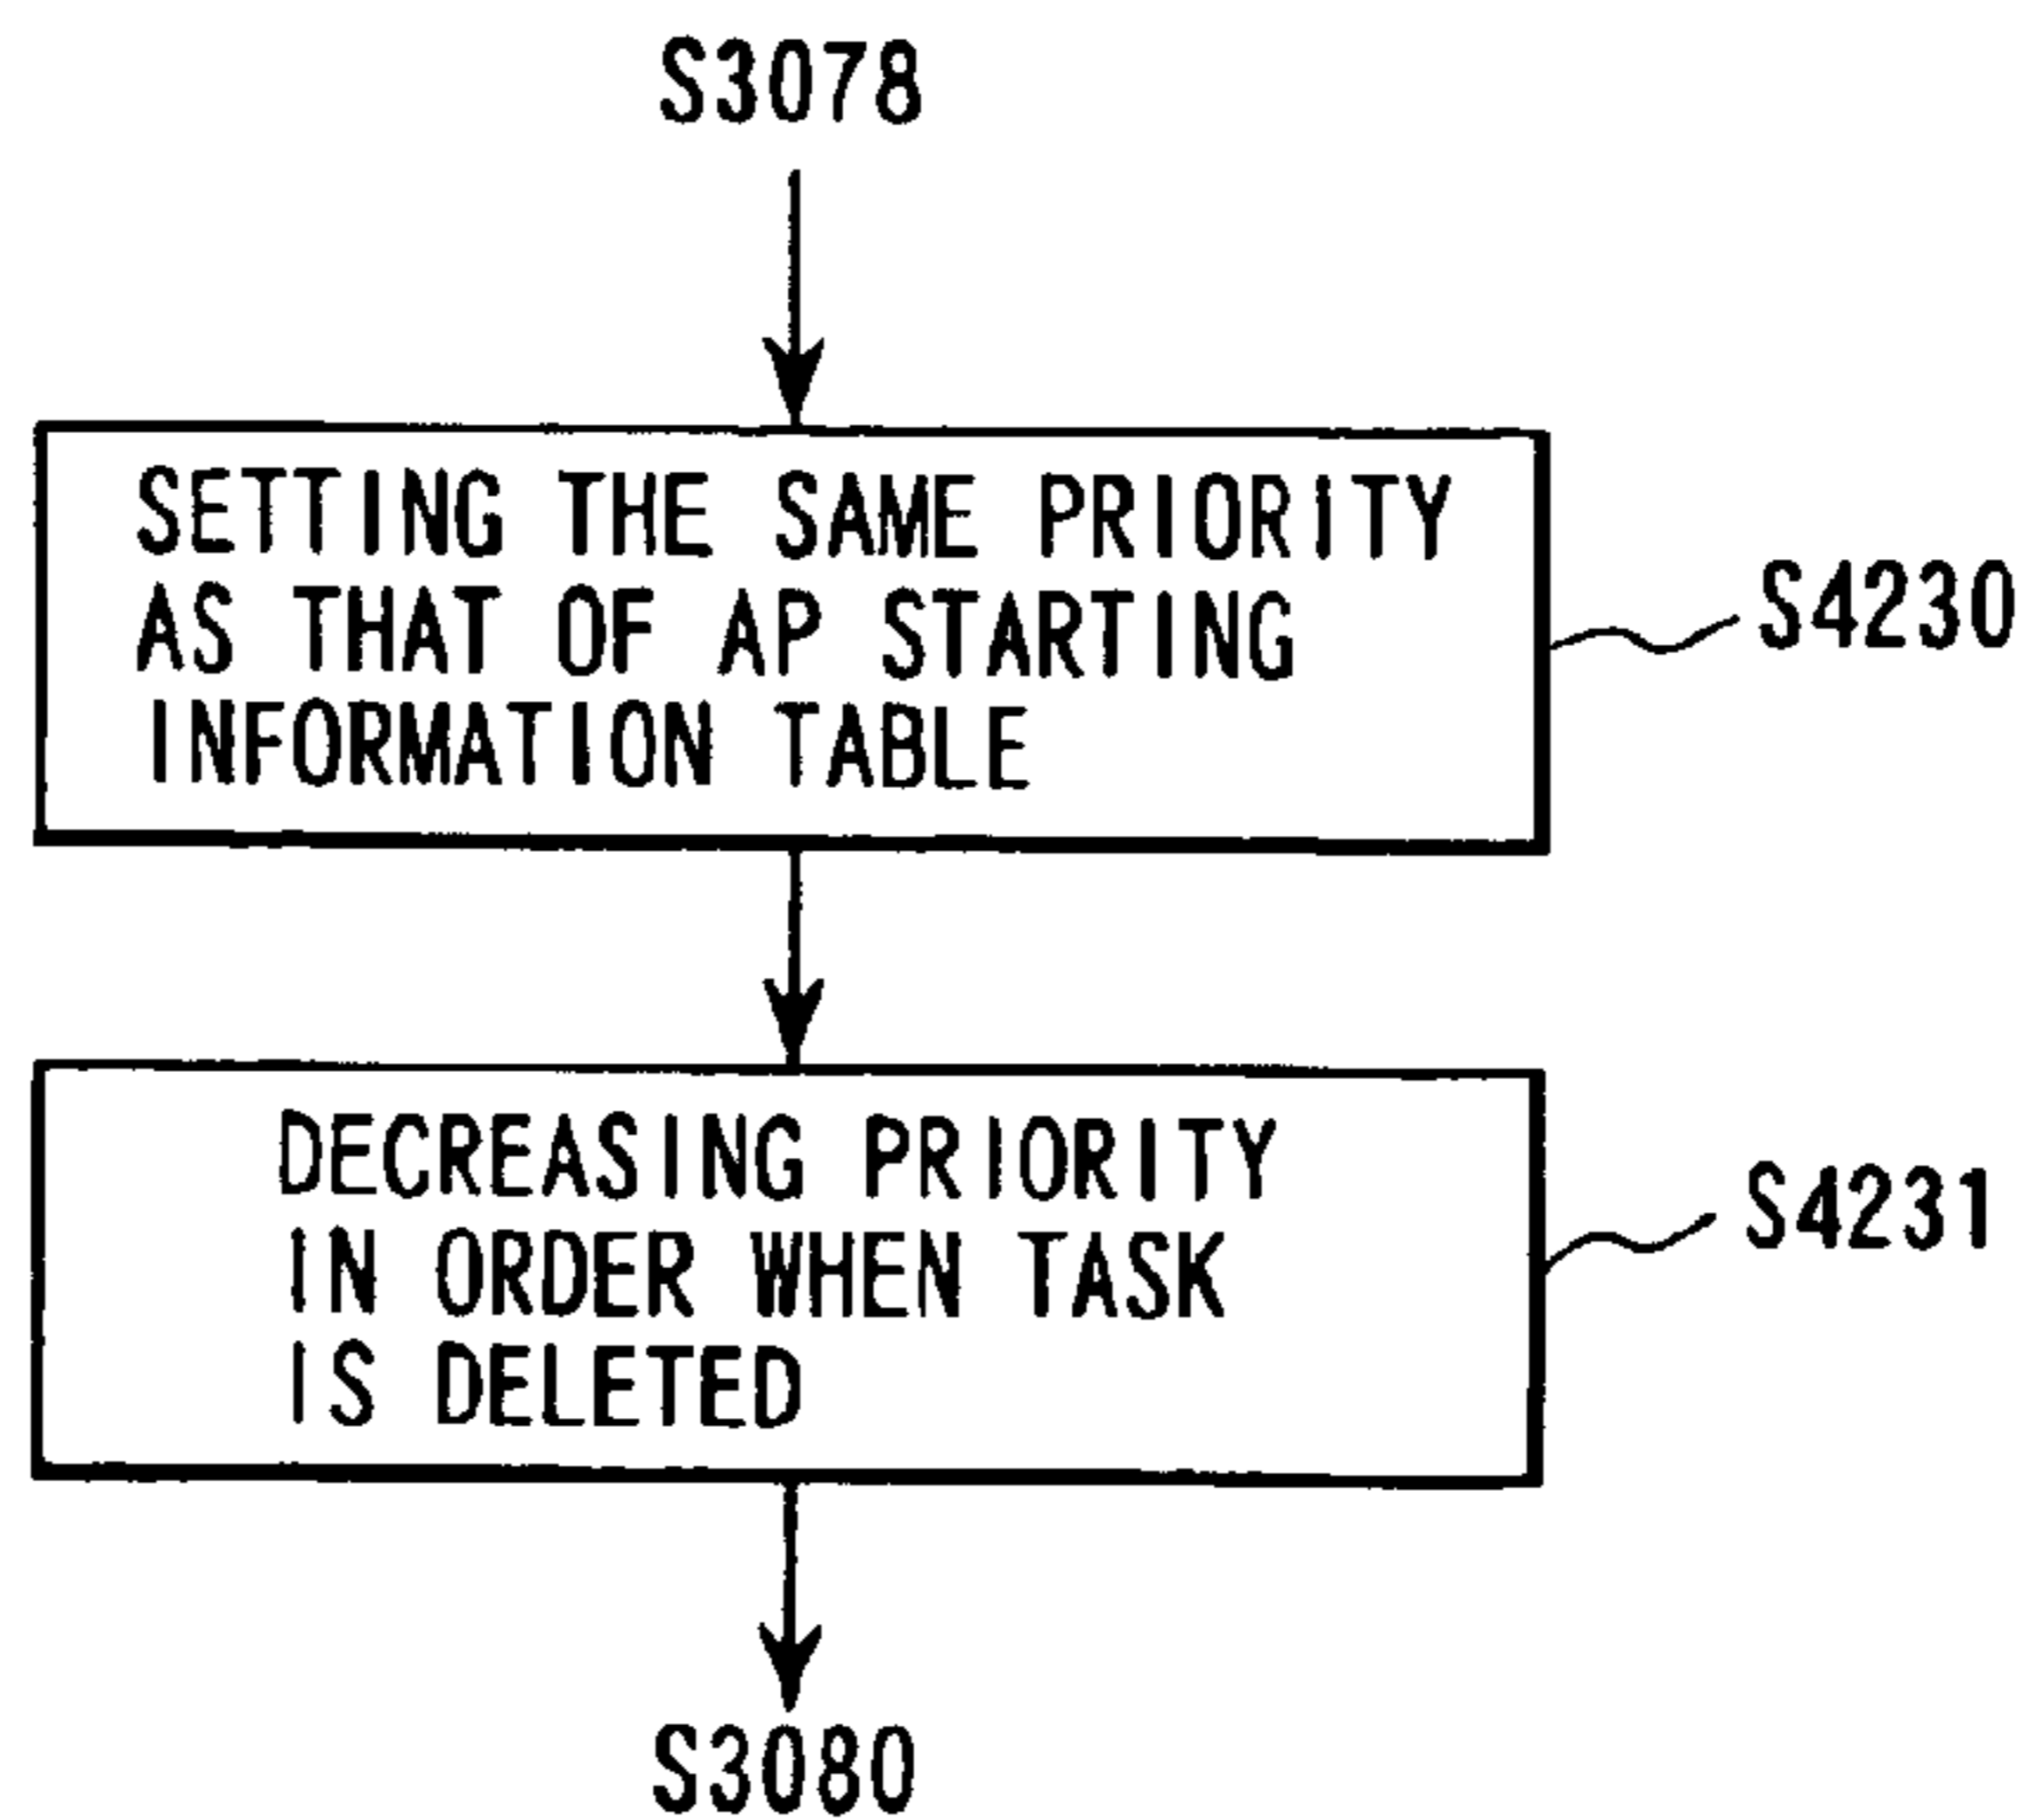 S3078
SETTING THE SAME PRIORITY
AS THAT OF AP STARTING
INFORMATION TABLE
S4230
DECREASING PRIORITY
IN ORDER WHEN TASK
IS DELETED
S4231
S3080